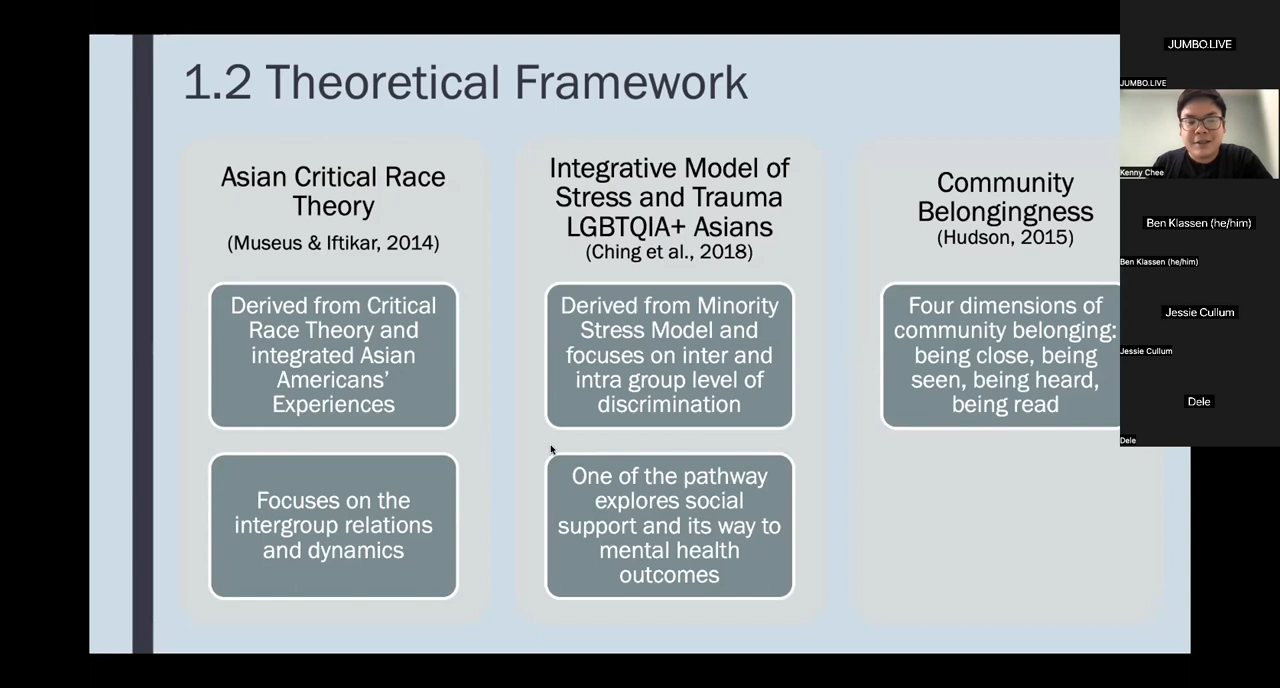 1.2 Theoretical Framework
Asian Critical Race
Theory
(Museus & Iftikar, 2014)
Derived from Critical
Race Theory and
integrated Asian
Americans’
Experiences
Focuses on the
intergroup relations
and dynamics
Integrative Model of
Stress and Trauma
LGBTQIA+ Asians
(Ching et al., 2018)
Derived from Minority
Stress Model and
focuses on inter and
intra group level of
discrimination
One of the pathway
explores social
support and its way to
mental health
outcomes
Community
Belongingness
(Hudson, 2015)
Four dimensions of
community belonging:
being close, being
seen, being heard,
being read
JUMBO.LIVE
JUMBO.LIVE
Kenny Chee
Ben Klassen (he/him)
Ben Klassen (he/him)
Jessie Cullum
Jessie Cullum
Dele
Dele